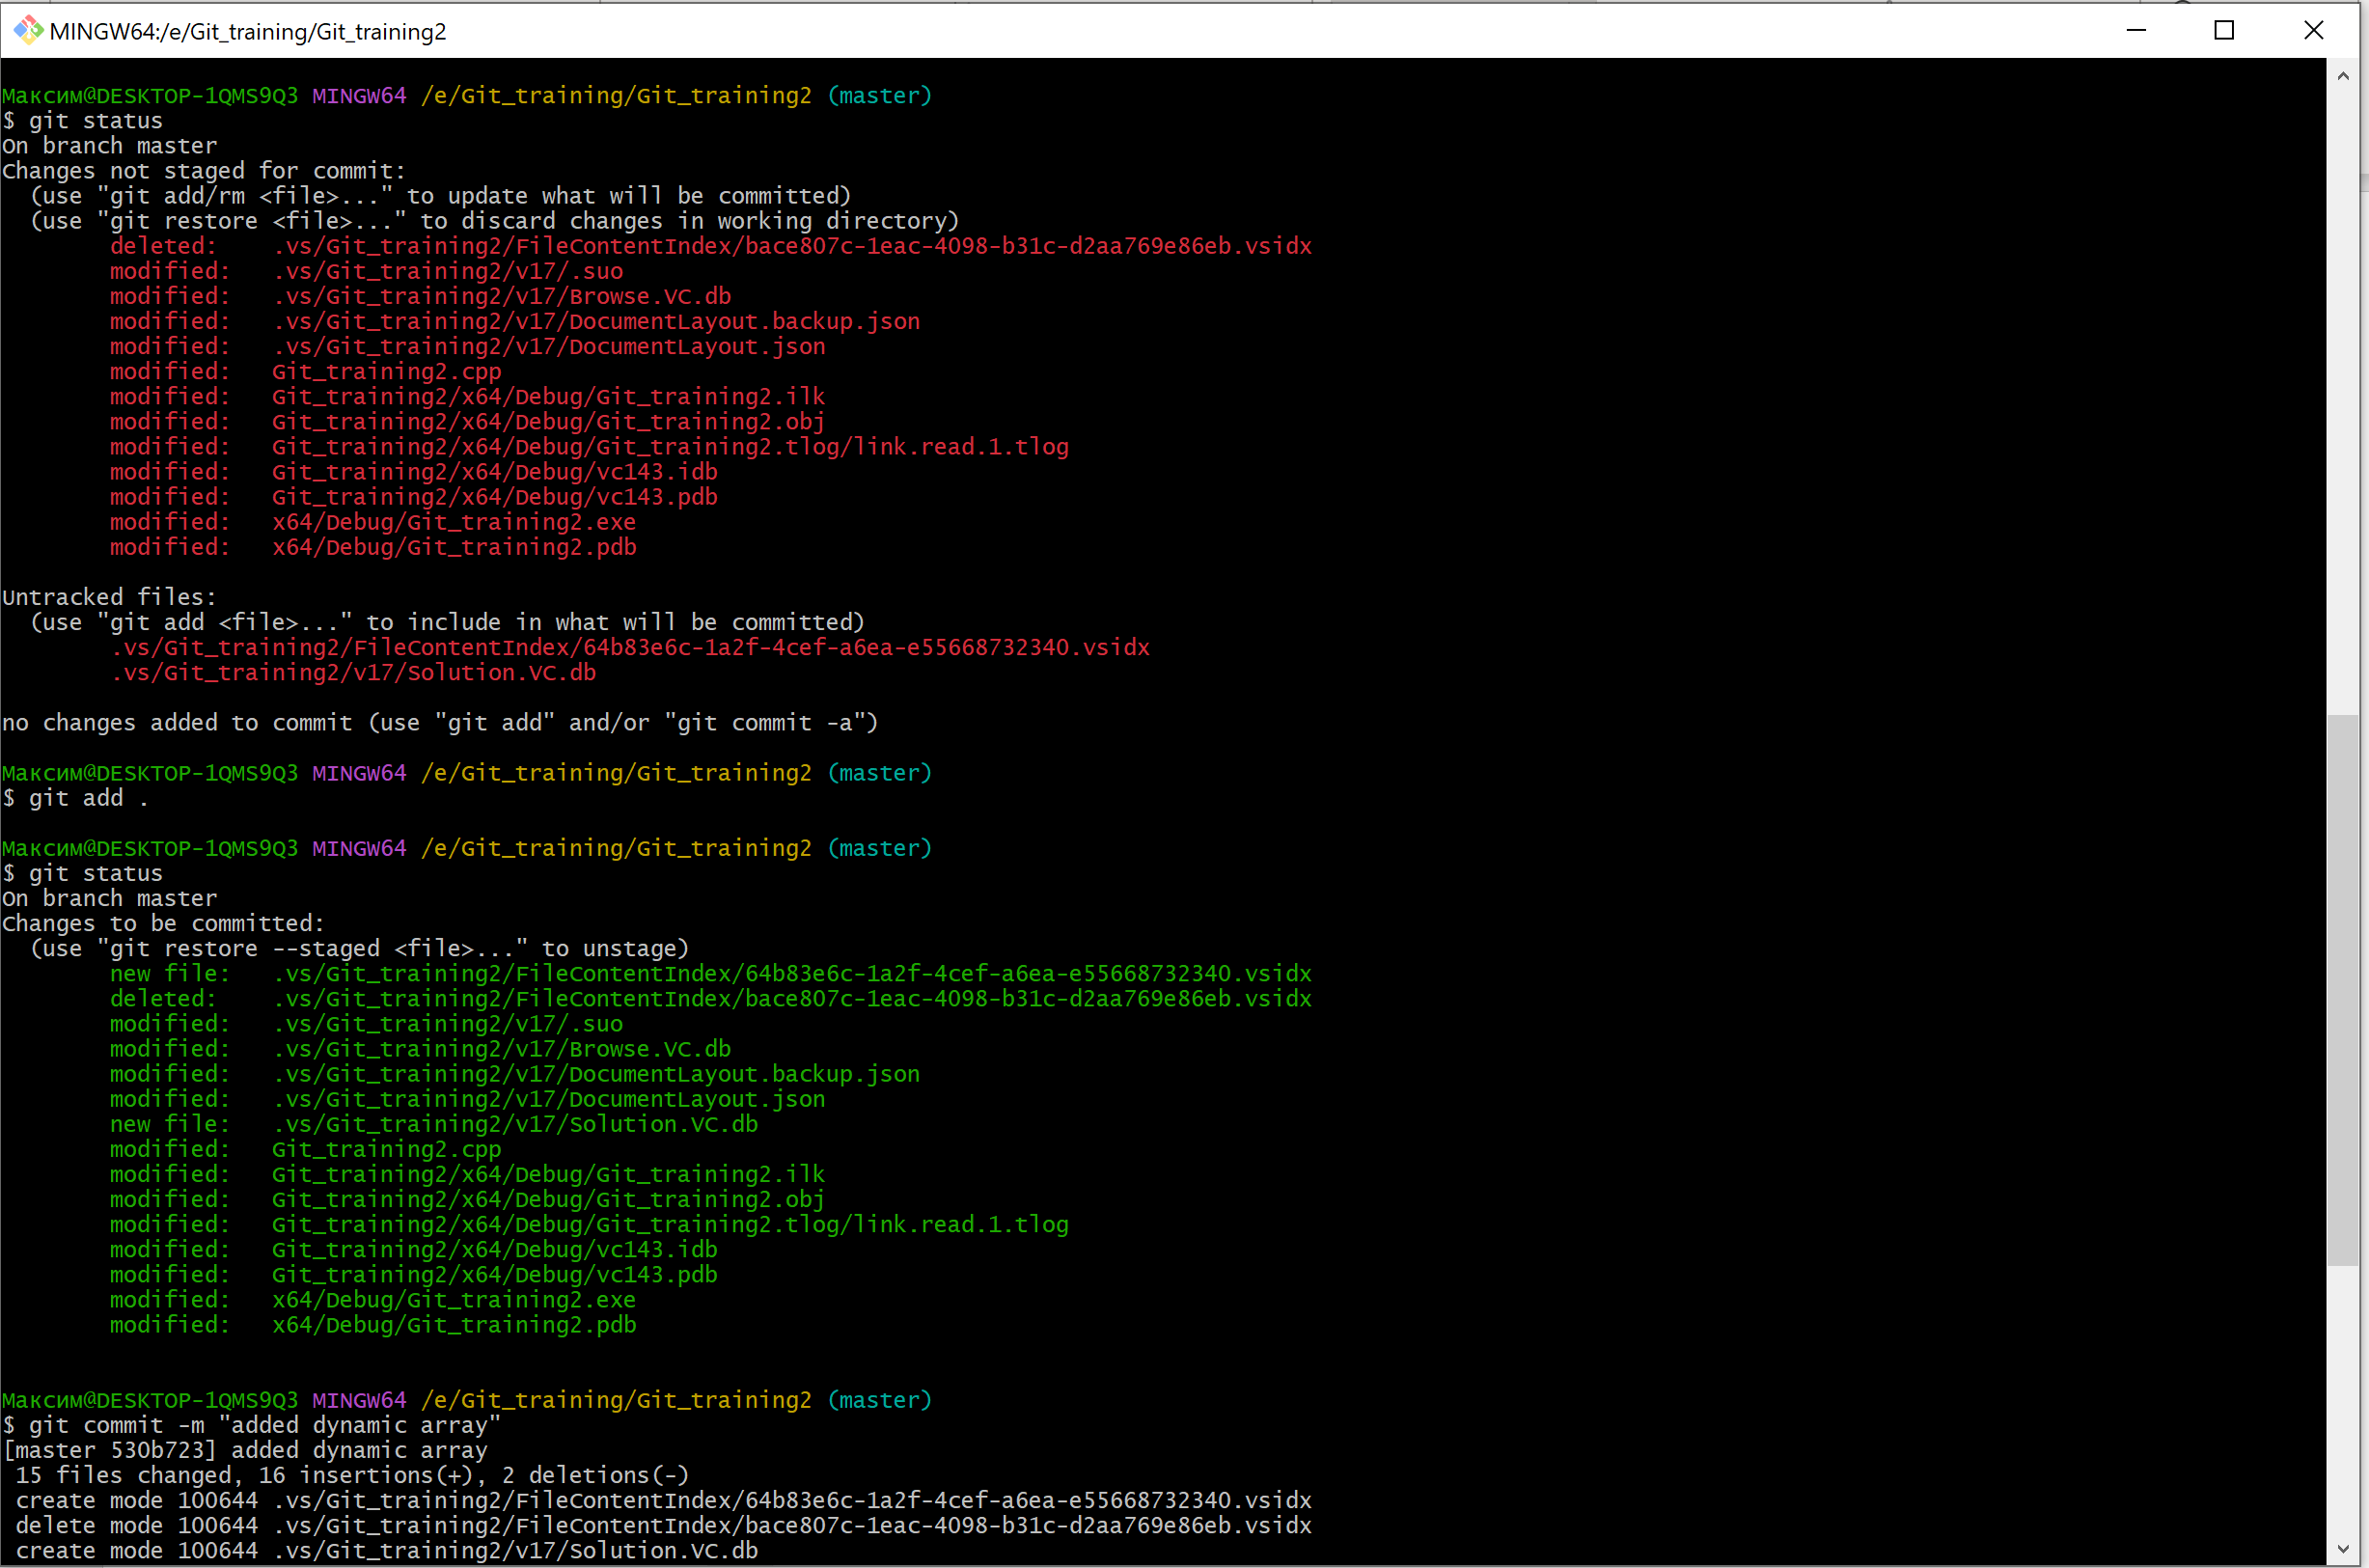 MINGW64:/e/Git_training/Git_training2
Максим@DESKTOP-1QMS9Q3 MINGW64 /e/Git_training/Git_training2 (master)
$ git status
On branch master
Changes not staged for commit:
  (use "git add/rm <file>..." to update what will be committed)
  (use "git restore <file>..." to discard changes in working directory)
        deleted:    .vs/Git_training2/FileContentIndex/bace807c-1eac-4098-b31c-d2aa769e86eb.vsidx
        modified:   .vs/Git_training2/v17/.suo
        modified:   .vs/Git_training2/v17/Browse.VC.db
        modified:   .vs/Git_training2/v17/DocumentLayout.backup.json
        modified:   .vs/Git_training2/v17/DocumentLayout.json
        modified:   Git_training2.cpp
        modified:   Git_training2/x64/Debug/Git_training2.ilk
        modified:   Git_training2/x64/Debug/Git_training2.obj
        modified:   Git_training2/x64/Debug/Git_training2.tlog/link.read.1.tlog
        modified:   Git_training2/x64/Debug/vc143.idb
        modified:   Git_training2/x64/Debug/vc143.pdb
        modified:   x64/Debug/Git_training2.exe
        modified:   x64/Debug/Git_training2.pdb
Untracked files:
  (use "git add <file>..." to include in what will be committed)
        .vs/Git_training2/FileContentIndex/64b83e6c-1a2f-4cef-a6ea-e55668732340.vsidx
        .vs/Git_training2/v17/Solution.VC.db
no changes added to commit (use "git add" and/or "git commit -a")
Максим@DESKTOP-1QMS9Q3 MINGW64 /e/Git_training/Git_training2 (master)
$ git add .
Максим@DESKTOP-1QMS9Q3 MINGW64 /e/Git_training/Git_training2 (master)
$ git status
On branch master
Changes to be committed:
  (use "git restore --staged <file>..." to unstage)
        new file:   .vs/Git_training2/FileContentIndex/64b83e6c-1a2f-4cef-a6ea-e55668732340.vsidx
        deleted:    .vs/Git_training2/FileContentIndex/bace807c-1eac-4098-b31c-d2aa769e86eb.vsidx
        modified:   .vs/Git_training2/v17/.suo
        modified:   .vs/Git_training2/v17/Browse.VC.db
        modified:   .vs/Git_training2/v17/DocumentLayout.backup.json
        modified:   .vs/Git_training2/v17/DocumentLayout.json
        new file:   .vs/Git_training2/v17/Solution.VC.db
        modified:   Git_training2.cpp
        modified:   Git_training2/x64/Debug/Git_training2.ilk
        modified:   Git_training2/x64/Debug/Git_training2.obj
        modified:   Git_training2/x64/Debug/Git_training2.tlog/link.read.1.tlog
        modified:   Git_training2/x64/Debug/vc143.idb
        modified:   Git_training2/x64/Debug/vc143.pdb
        modified:   x64/Debug/Git_training2.exe
        modified:   x64/Debug/Git_training2.pdb
Максим@DESKTOP-1QMS9Q3 MINGW64 /e/Git_training/Git_training2 (master)
$ git commit -m "added dynamic array"
[master 530b723] added dynamic array
 15 files changed, 16 insertions(+), 2 deletions(-)
 create mode 100644 .vs/Git_training2/FileContentIndex/64b83e6c-1a2f-4cef-a6ea-e55668732340.vsidx
 delete mode 100644 .vs/Git_training2/FileContentIndex/bace807c-1eac-4098-b31c-d2aa769e86eb.vsidx
 create mode 100644 .vs/Git_training2/v17/Solution.VC.db